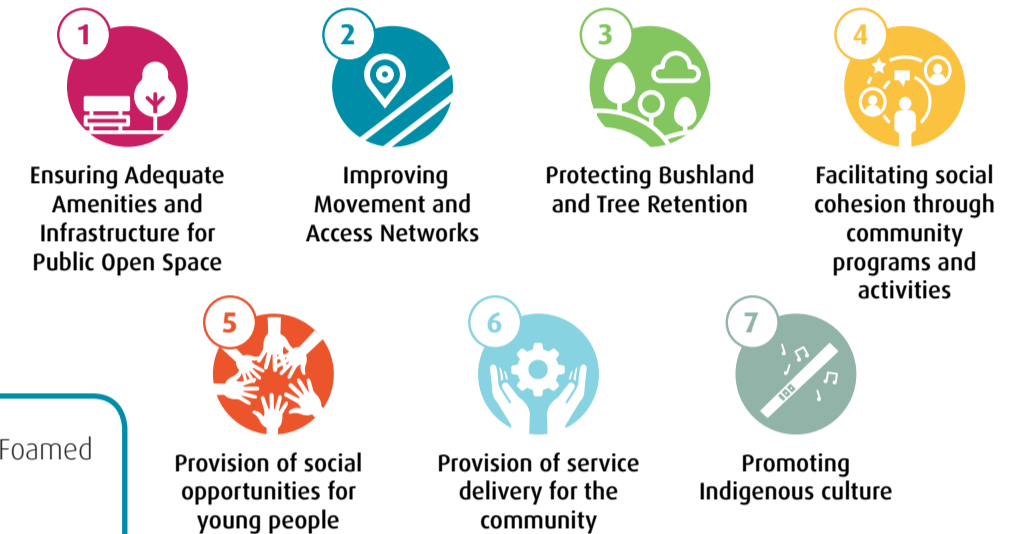 1
Ensuring Adequate
Amenities and
Infrastructure for
Public Open Space
2
Improving
Movement and
Access Networks
3
Protecting Bushland
and Tree Retention
4
Facilitating social
cohesion through
community
programs and
activities
5
Provision of social
opportunities for
young people
6
Provision of service
delivery for the
community
7
Promoting
Indigenous culture
Foamed